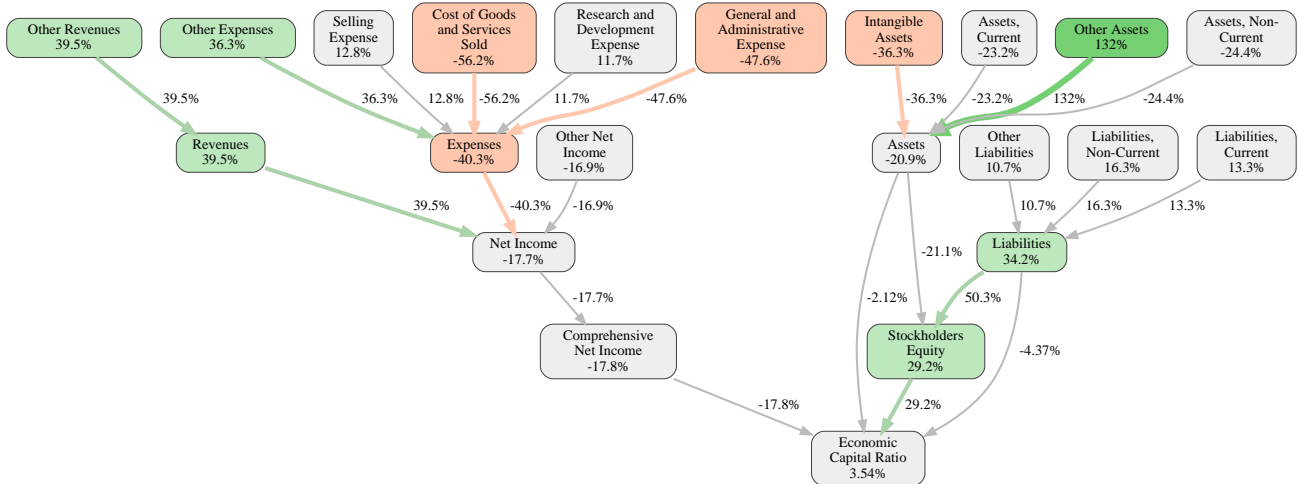 Other Revenues
39.5%
Other Expenses
36.3%
Selling
Expense
12.8%
Cost of Goods
and Services
Sold
-56.2%
Research and
Development
Expense
11.7%
General and
Administrative
Expense
-47.6%
Intangible
Assets
-36.3%
Assets,
Current
-23.2%
Other Assets
132%
Assets, Non-
Current
-24.4%
39.5%
36.3%
12.8%
-56.2%
11.7%
-47.6%
-36.3%
-23.2%
132%
-24.4%
Revenues
39.5%
Expenses
-40.3%
Other Net
Income
-16.9%
Assets
-20.9%
Other
Liabilities
10.7%
Liabilities,
Non-Current
16.3%
Liabilities,
Current
13.3%
39.5%
-40.3%
-16.9%
10.7%
16.3%
13.3%
Net Income
-17.7%
-21.1%
Liabilities
34.2%
-17.7%
-2.12%
50.3%
Comprehensive
Net Income
-17.8%
Stockholders
Equity
29.2%
-4.37%
-17.8%
29.2%
Economic
Capital Ratio
3.54%